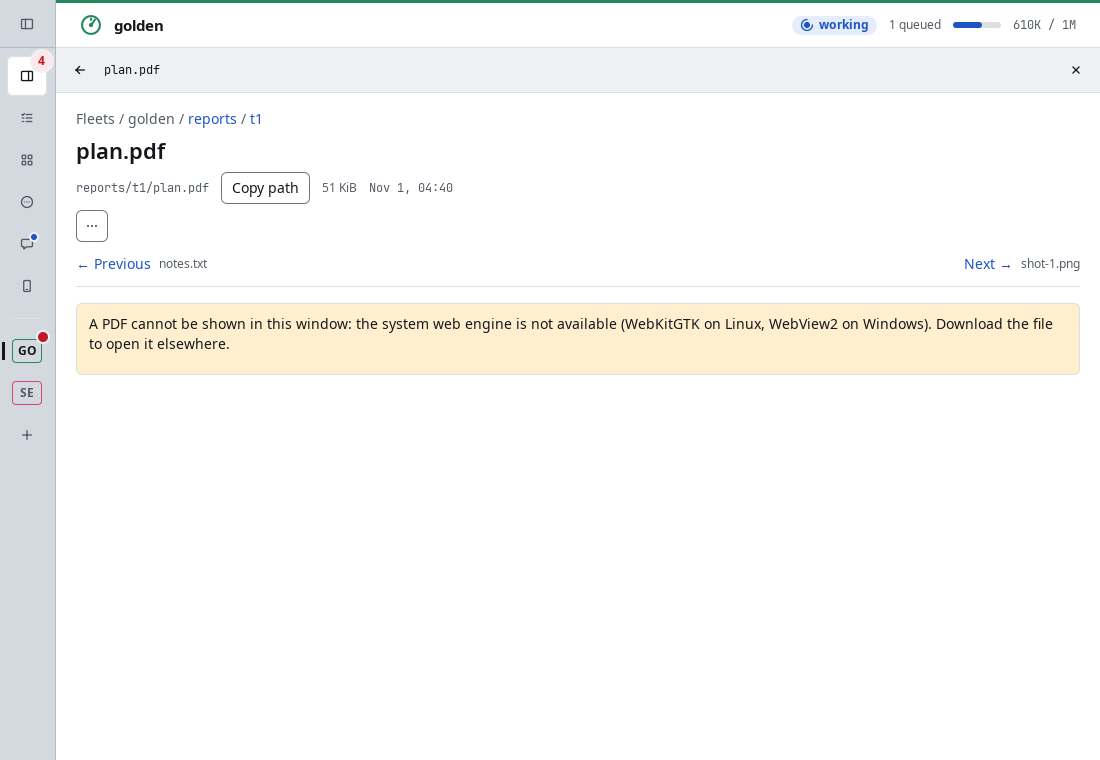 golden
working
1 queued
610K / 1M
4
plan.pdf
Fleets / golden / reports / t1
plan.pdf
reports/t1/plan.pdf
Copy path
51 KiB
Nov 1, 04:40
...
← Previous notes.txt
Next → shot-1.png
A PDF cannot be shown in this window: the system web engine is not available (WebKitGTK on Linux, WebView2 on Windows). Download the file
to open it elsewhere.
GO
SE